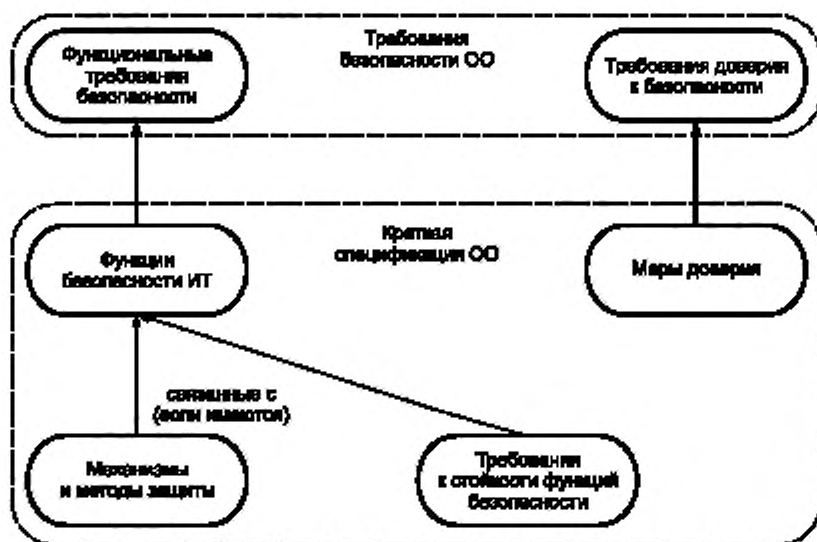 Функциональные
требования
безопасности
Требования
безопасности ОО
Требования доверия
к безопасности
Функции
безопасности ИТ
Краткая
спецификация ОО
Меры доверия
связанные с
(если имеются)
Механизмы
и методы защиты
Требования
к стойкости функций
безопасности